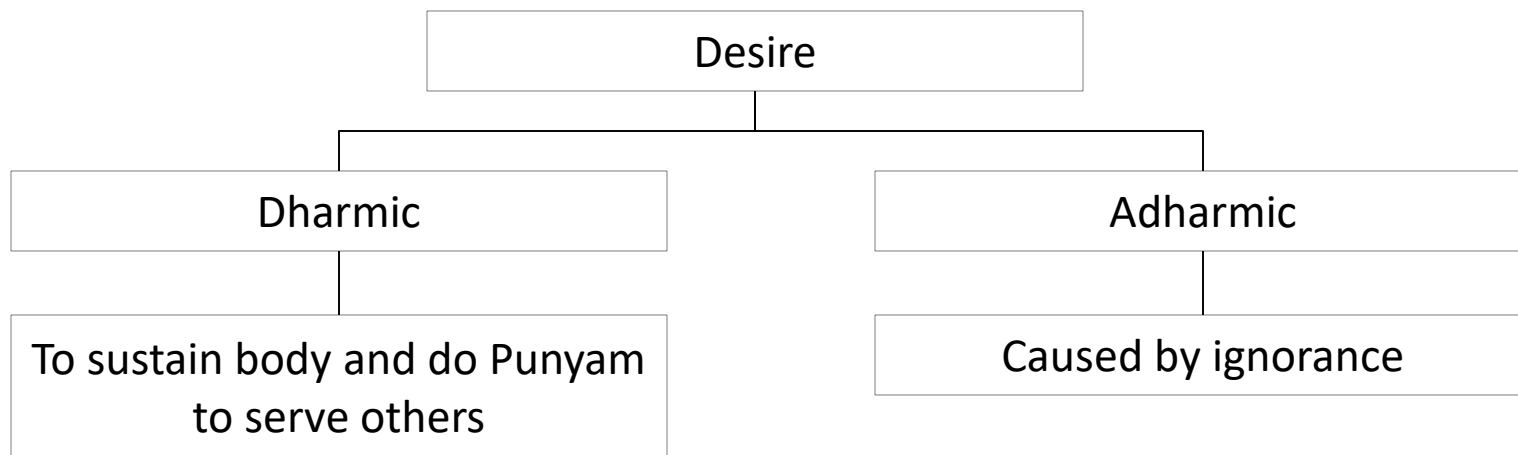 Desire
Dharmic
Adharmic
To sustain body and do Punyam
to serve others
Caused by ignorance